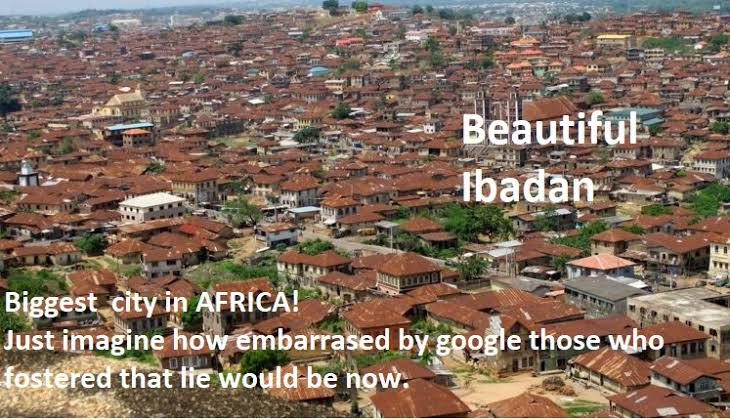 Beautiful
Ibadan
Biggest city in AFRICA!
Just imagine how embarrased by google those who
fostered that lie would be now.